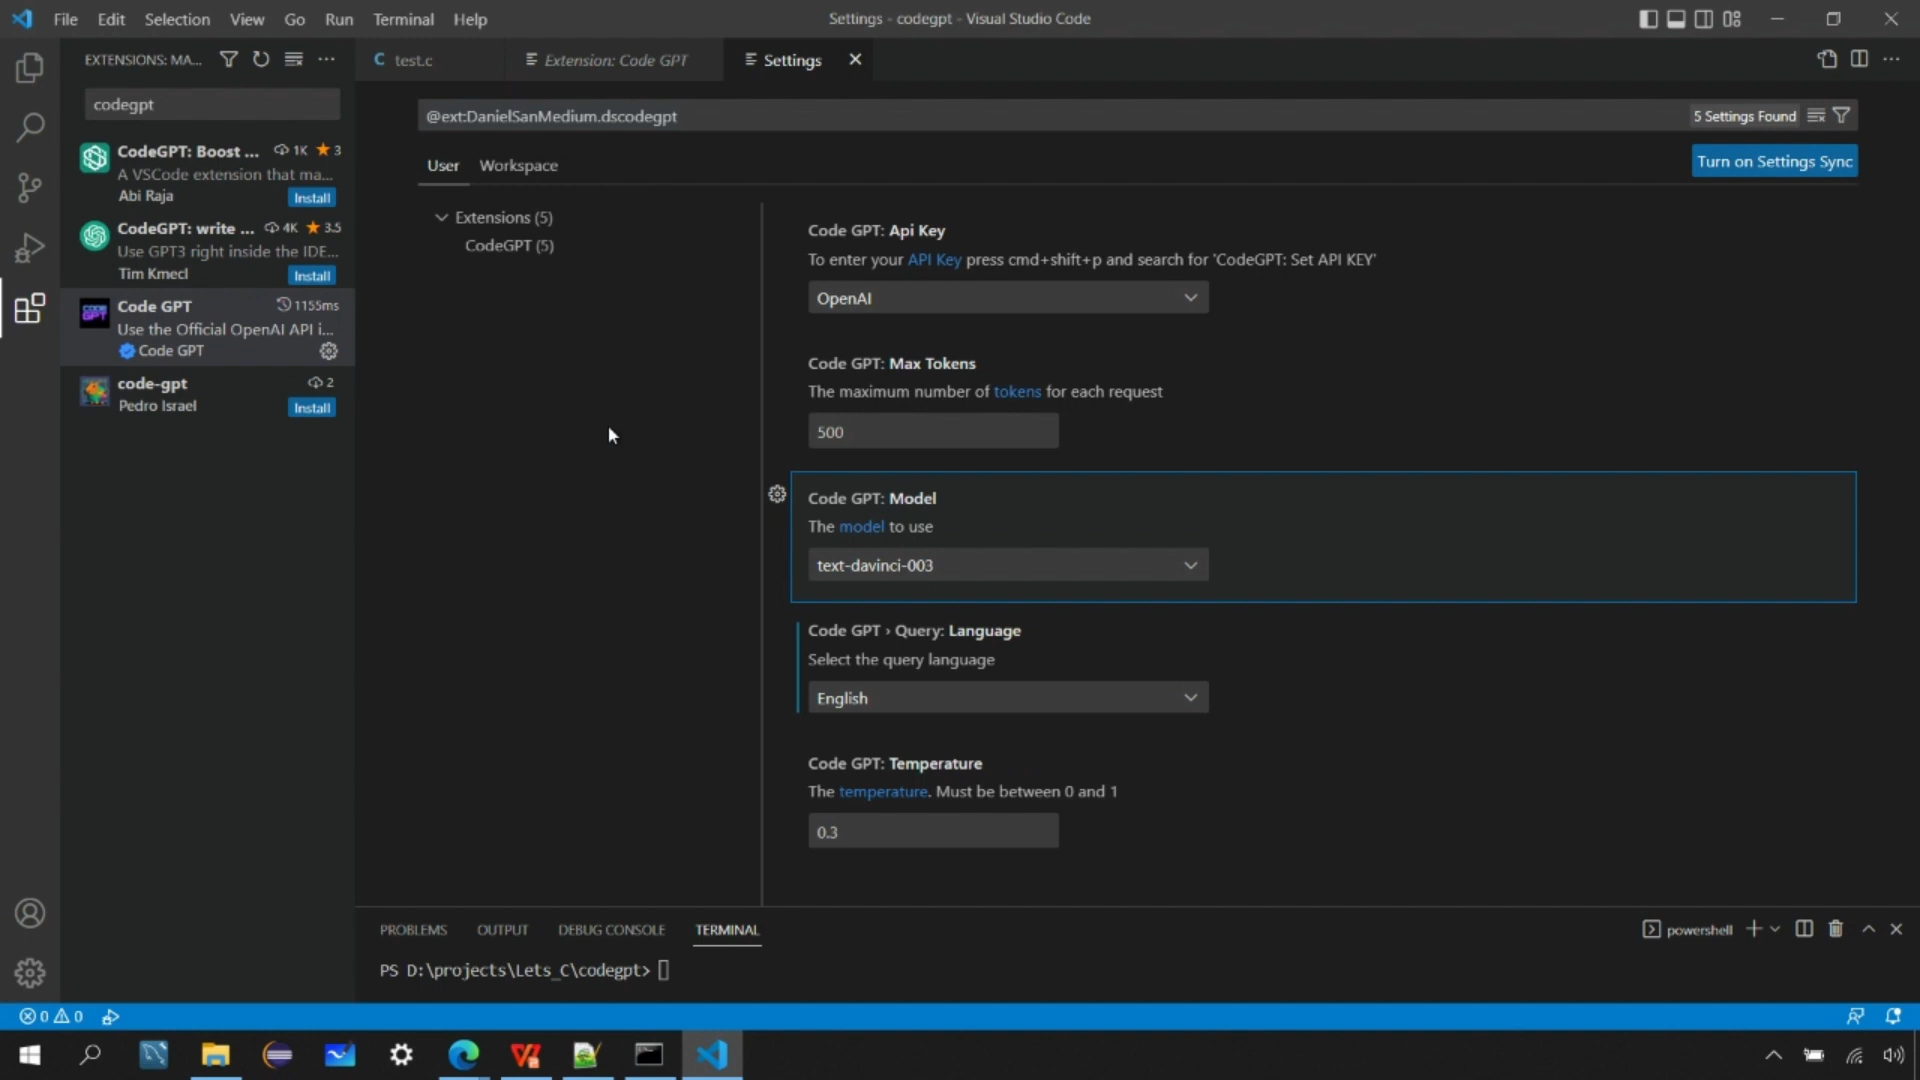 File Edit Selection View Go Run Terminal Help
Settings - codegpt - Visual Studio Code
EXTENSIONS: MA...
codegpt
CodeGPT: Boost ... 1K 3
A VSCode extension that ma...
Abi Raja Install
CodeGPT: write ... 4K 3.5
Use GPT3 right inside the IDE...
Tim Kmecl Install
CODE GPT
Code GPT 1155ms
Use the Official OpenAI API i...
Code GPT
code-gpt 2
Pedro Israel Install
C test.c
Extension: Code GPT
Settings
@ext:DanielSanMedium.dscodegpt
5 Settings Found
User Workspace
Turn on Settings Sync
Extensions (5)
CodeGPT (5)
Code GPT: Api Key
To enter your API Key press cmd+shift+p and search for 'CodeGPT: Set API KEY'
OpenAI
Code GPT: Max Tokens
The maximum number of tokens for each request
500
Code GPT: Model
The model to use
text-davinci-003
Code GPT › Query: Language
Select the query language
English
Code GPT: Temperature
The temperature. Must be between 0 and 1
0.3
PROBLEMS OUTPUT DEBUG CONSOLE TERMINAL
powershell
PS D:\projects\Lets_C\codegpt>
0 0